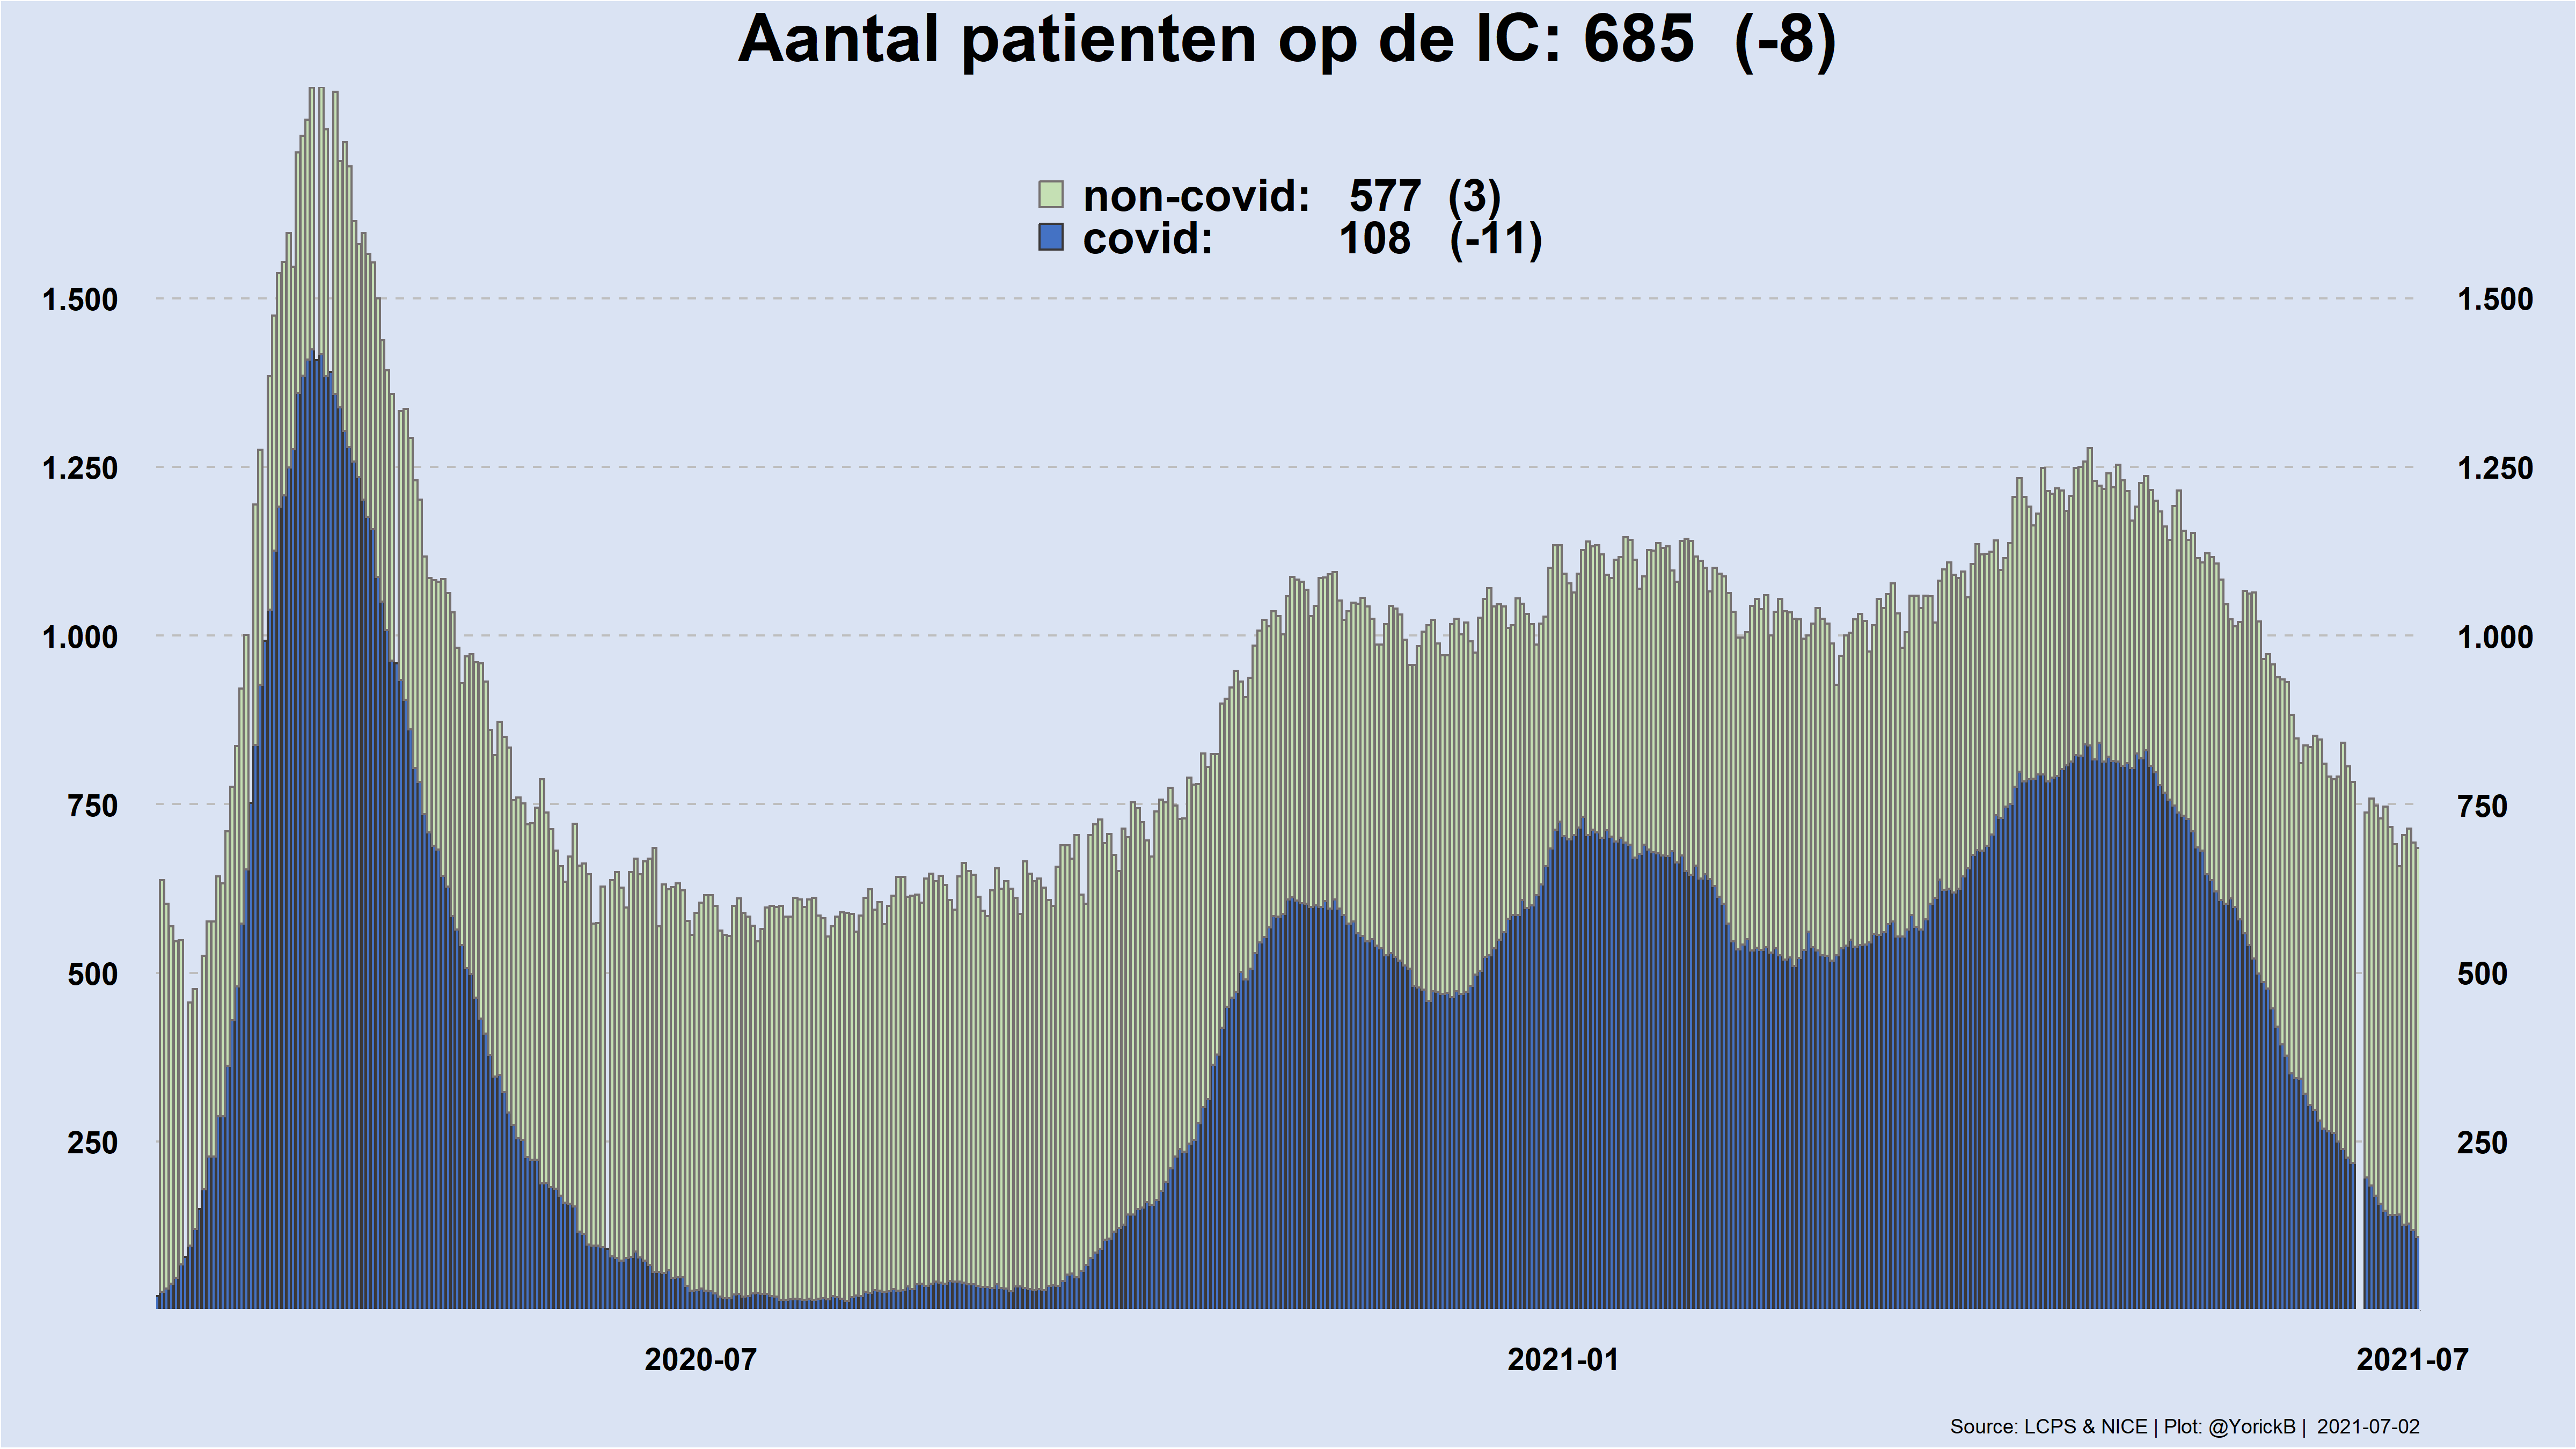 Aantal patienten op de IC: 685 (-8)
non-covid: 577 (3)
covid: 108 (-11)
1.500 1.500
1.250 1.250
1.000 1.000
750 750
500 500
250 250
2020-07 2021-01 2021-07
Source: LCPS & NICE | Plot: @YorickB | 2021-07-02